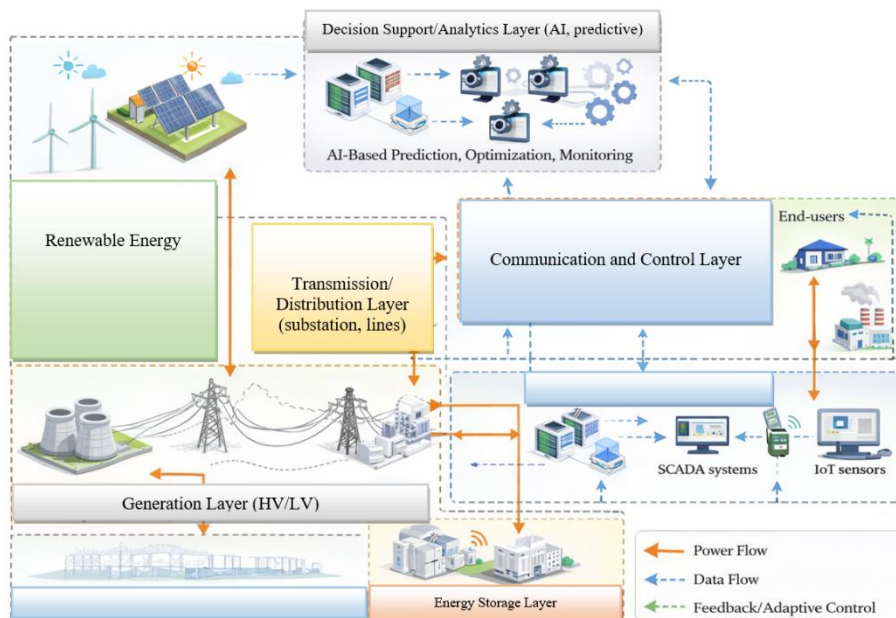 Decision Support/Analytics Layer (AI, predictive)
AI-Based Prediction, Optimization, Monitoring
Renewable Energy
Transmission/
Distribution Layer
(substation, lines)
Communication and Control Layer
End-users
SCADA systems
IoT sensors
Generation Layer (HV/LV)
Energy Storage Layer
Power Flow
Data Flow
Feedback/Adaptive Control